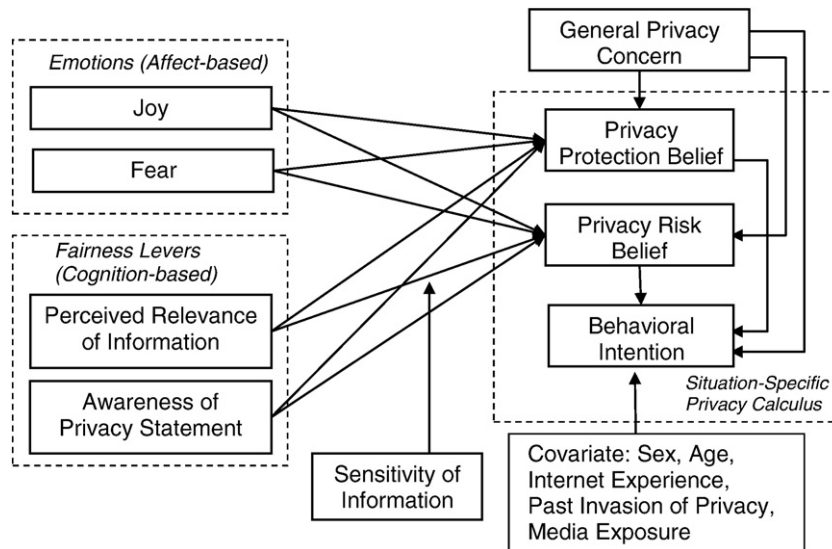 Emotions (Affect-based)
Joy
Fear
Fairness Levers
(Cognition-based)
Perceived Relevance
of Information
Awareness of
Privacy Statement
Sensitivity of
Information
General Privacy
Concern
Privacy
Protection Belief
Privacy Risk
Belief
Behavioral
Intention
Situation-Specific
Privacy Calculus
Covariate: Sex, Age,
Internet Experience,
Past Invasion of Privacy,
Media Exposure